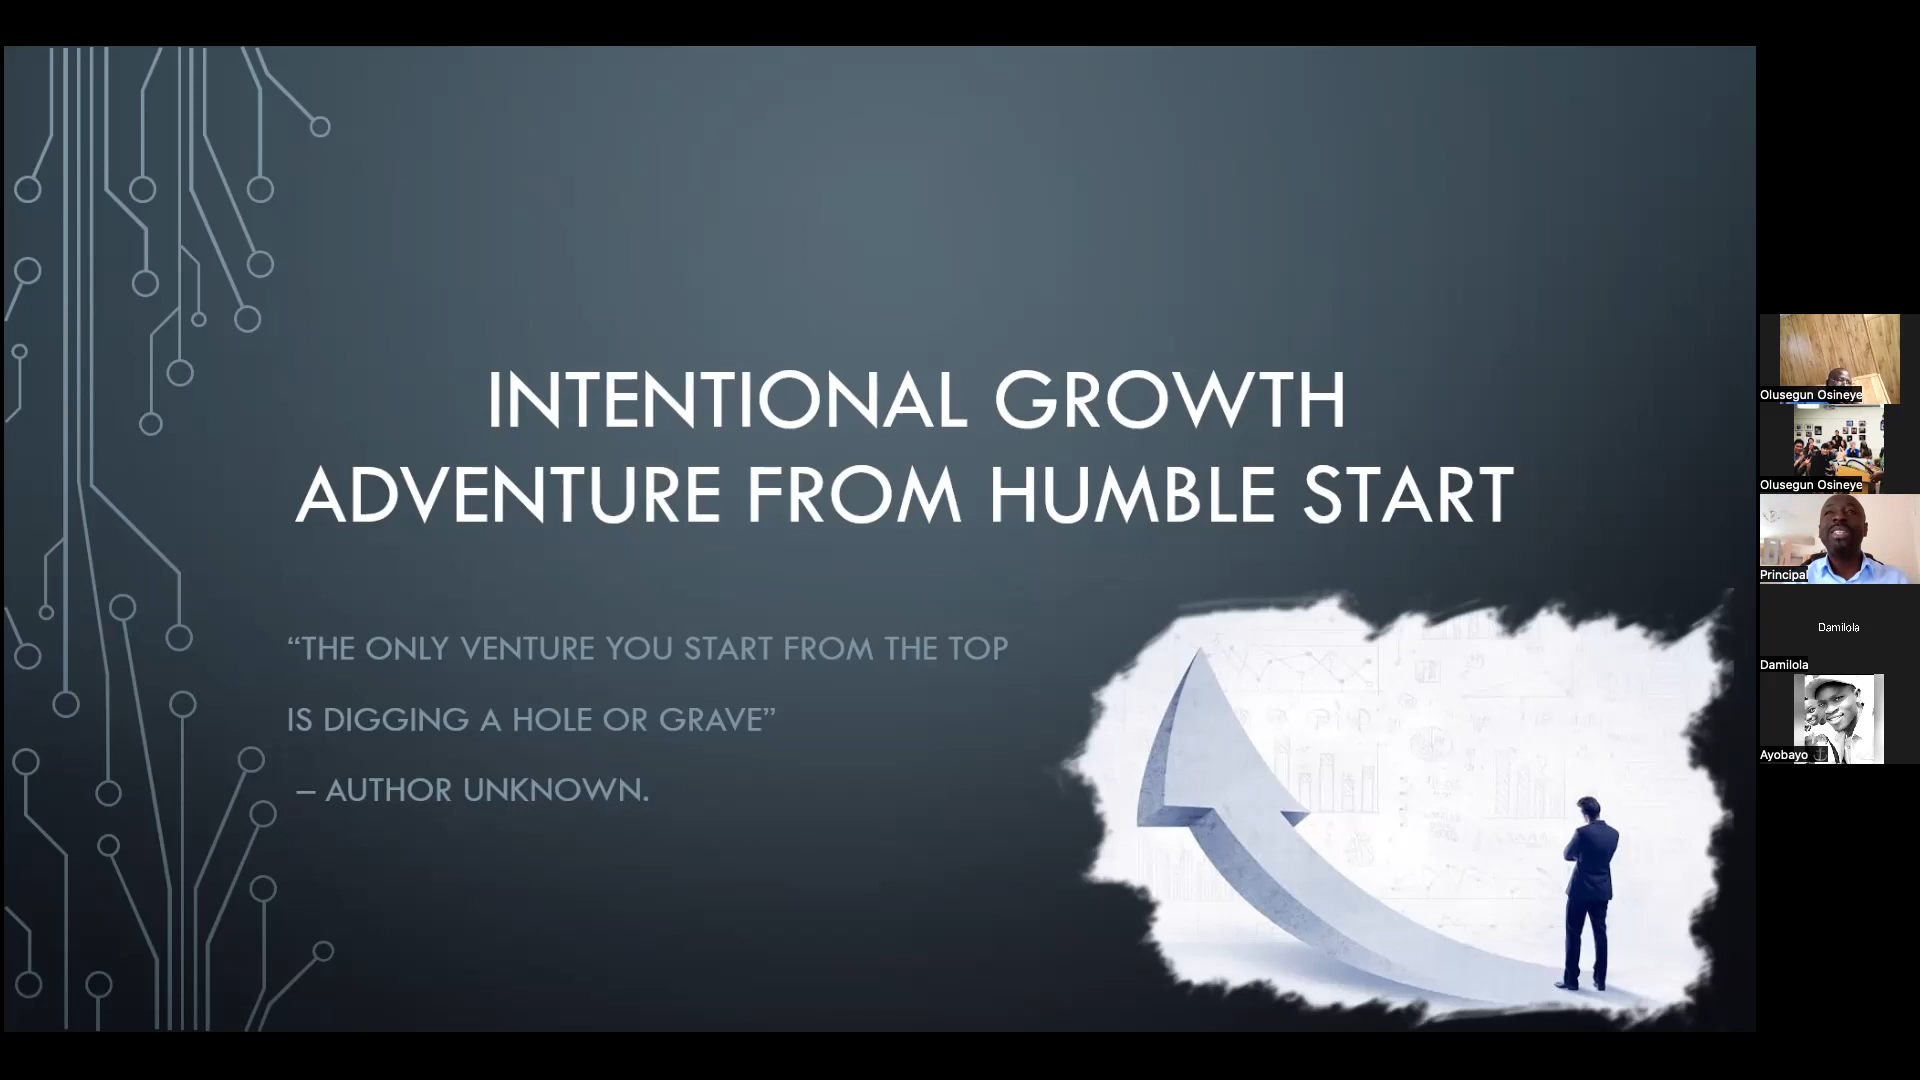 INTENTIONAL GROWTH
ADVENTURE FROM HUMBLE START
“THE ONLY VENTURE YOU START FROM THE TOP
IS DIGGING A HOLE OR GRAVE”
– AUTHOR UNKNOWN.
Olusegun Osineye
Olusegun Osineye
Principal
Damilola
Damilola
Ayobayo